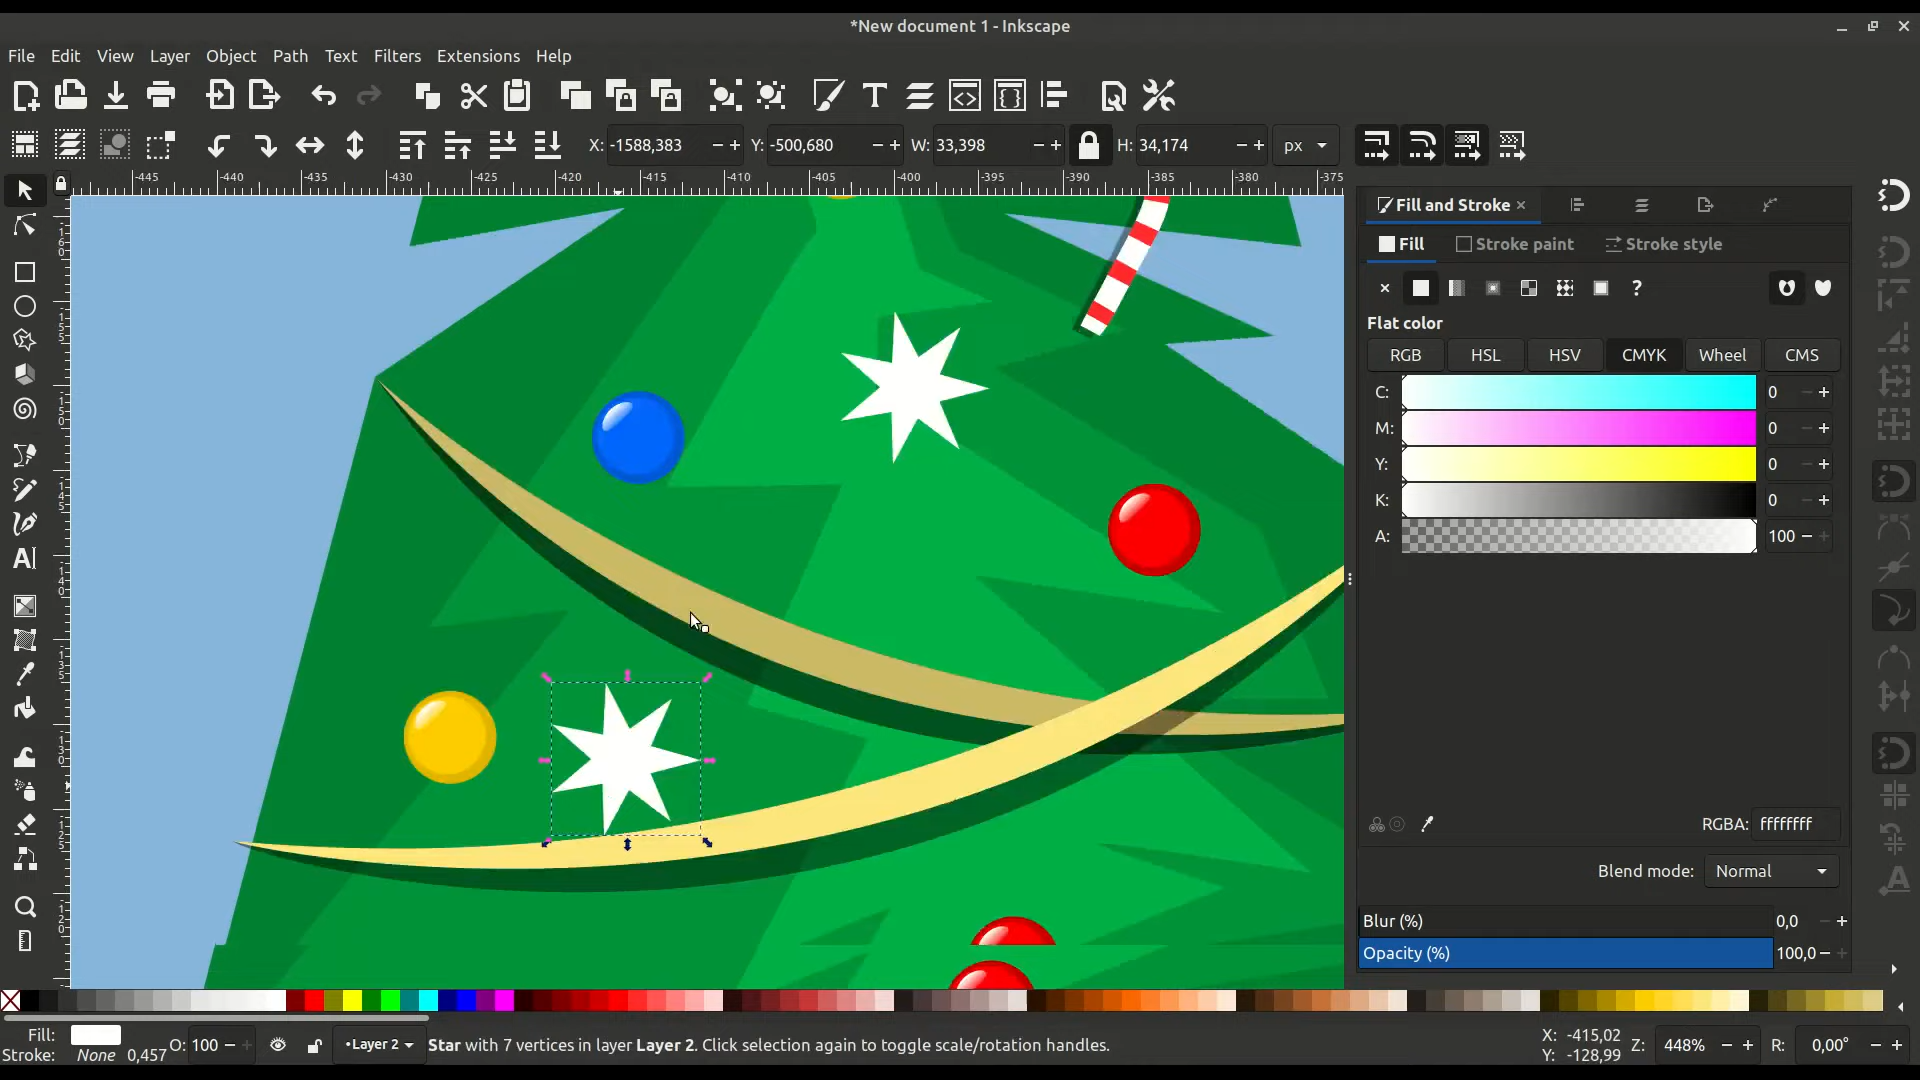 *New document 1 - Inkscape
File Edit View Layer Object Path Text Filters Extensions Help
X: -1588,383 Y: -500,680 W: 33,398 H: 34,174 px
-445 -440 -435 -430 -425 -420 -415 -410 -405 -400 -395 -390 -385 -380 -375
Fill and Stroke
Fill Stroke paint Stroke style
Flat color
RGB HSL HSV CMYK Wheel CMS
C: 0
M: 0
Y: 0
K: 0
A: 100
RGBA: ffffffff
Blend mode: Normal
Blur (%) 0,0
Opacity (%) 100,0
Fill:
Stroke: None 0,457 O: 100 •Layer 2 Star with 7 vertices in layer Layer 2. Click selection again to toggle scale/rotation handles.
X: -415,02
Y: -128,99
Z: 448% R: 0,00°